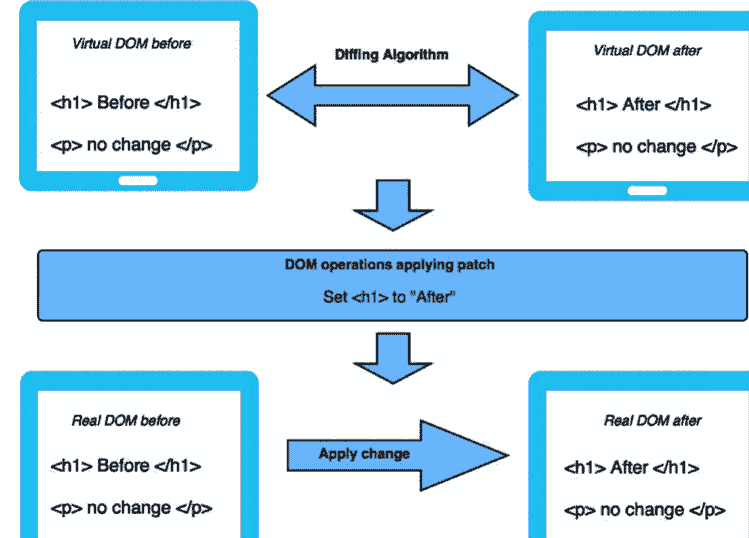 Virtual DOM before
<h1> Before </h1>
<p> no change </p>
Diffing Algorithm
Virtual DOM after
<h1> After </h1>
<p> no change </p>
DOM operations applying patch
Set <h1> to "After"
Real DOM before
<h1> Before </h1>
<p> no change </p>
Apply change
Real DOM after
<h1> After </h1>
<p> no change </p>